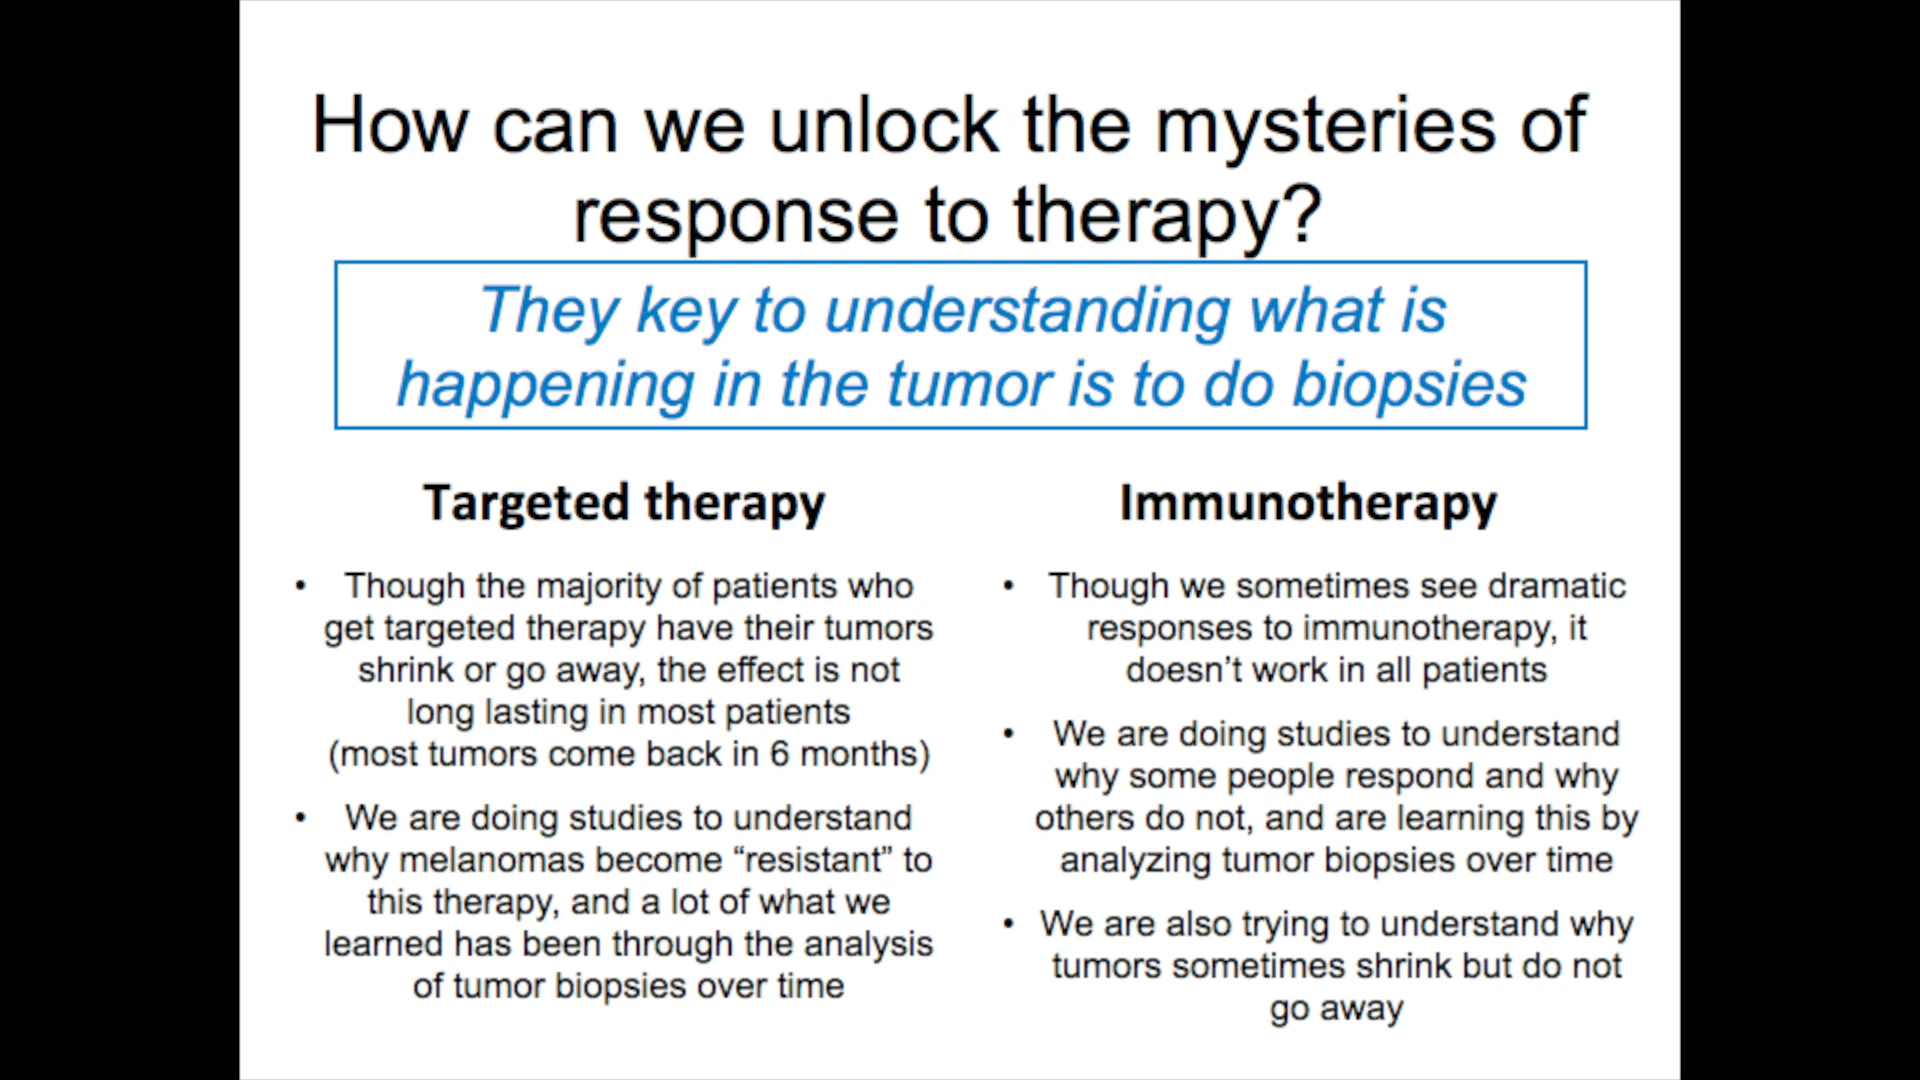 How can we unlock the mysteries of
response to therapy?
They key to understanding what is
happening in the tumor is to do biopsies
Targeted therapy
• Though the majority of patients who
get targeted therapy have their tumors
shrink or go away, the effect is not
long lasting in most patients
(most tumors come back in 6 months)
• We are doing studies to understand
why melanomas become “resistant” to
this therapy, and a lot of what we
learned has been through the analysis
of tumor biopsies over time
Immunotherapy
• Though we sometimes see dramatic
responses to immunotherapy, it
doesn’t work in all patients
• We are doing studies to understand
why some people respond and why
others do not, and are learning this by
analyzing tumor biopsies over time
• We are also trying to understand why
tumors sometimes shrink but do not
go away